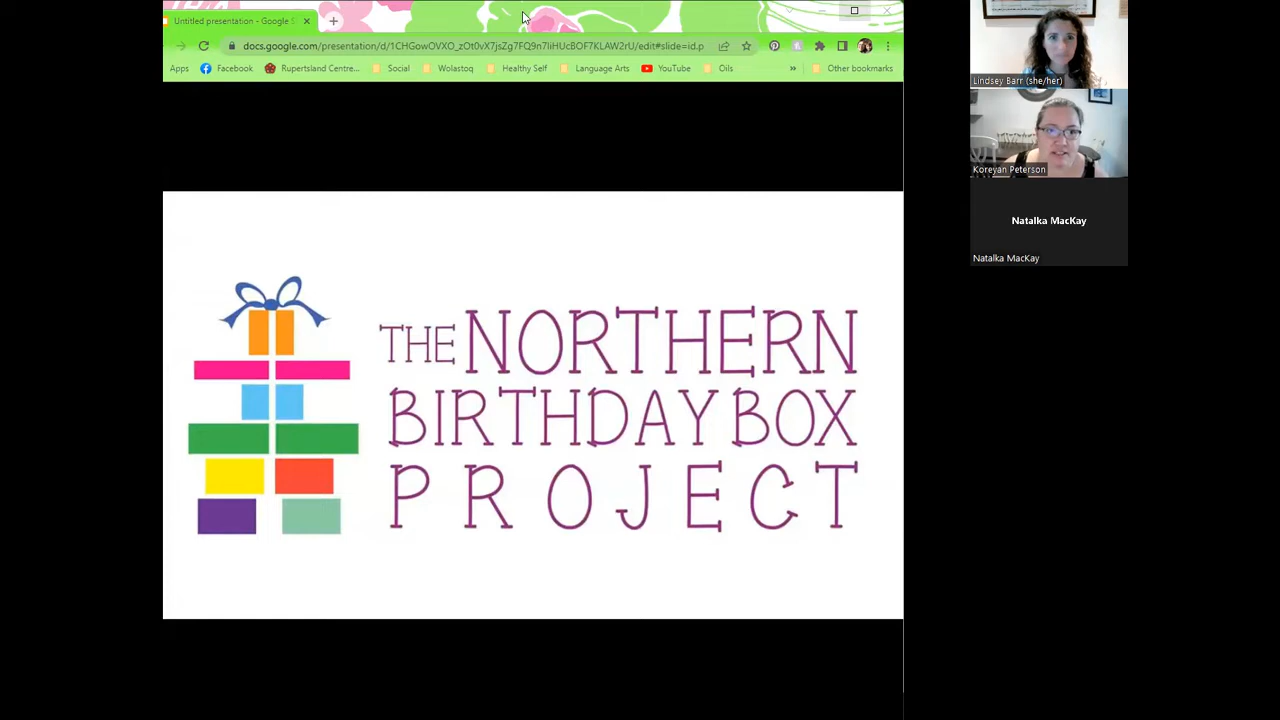 Untitled presentation - Google S
docs.google.com/presentation/d/1CHGowOVXO_zOt0vX7jsZg7FQ9n7IiHUcBOF7KLAW2rU/edit#slide=id.p
Apps
Facebook
Rupertsland Centre...
Social
Wolastoq
Healthy Self
Language Arts
YouTube
Oils
»
Other bookmarks
THE NORTHERN
BIRTHDAY BOX
PROJECT
Lindsey Barr (she/her)
Koreyan Peterson
Natalka MacKay
Natalka MacKay